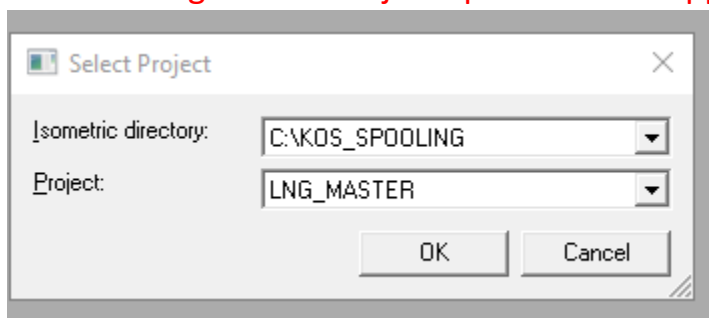 Select Project
Isometric directory: C:\KOS_SPOOLING
Project: LNG_MASTER
OK Cancel